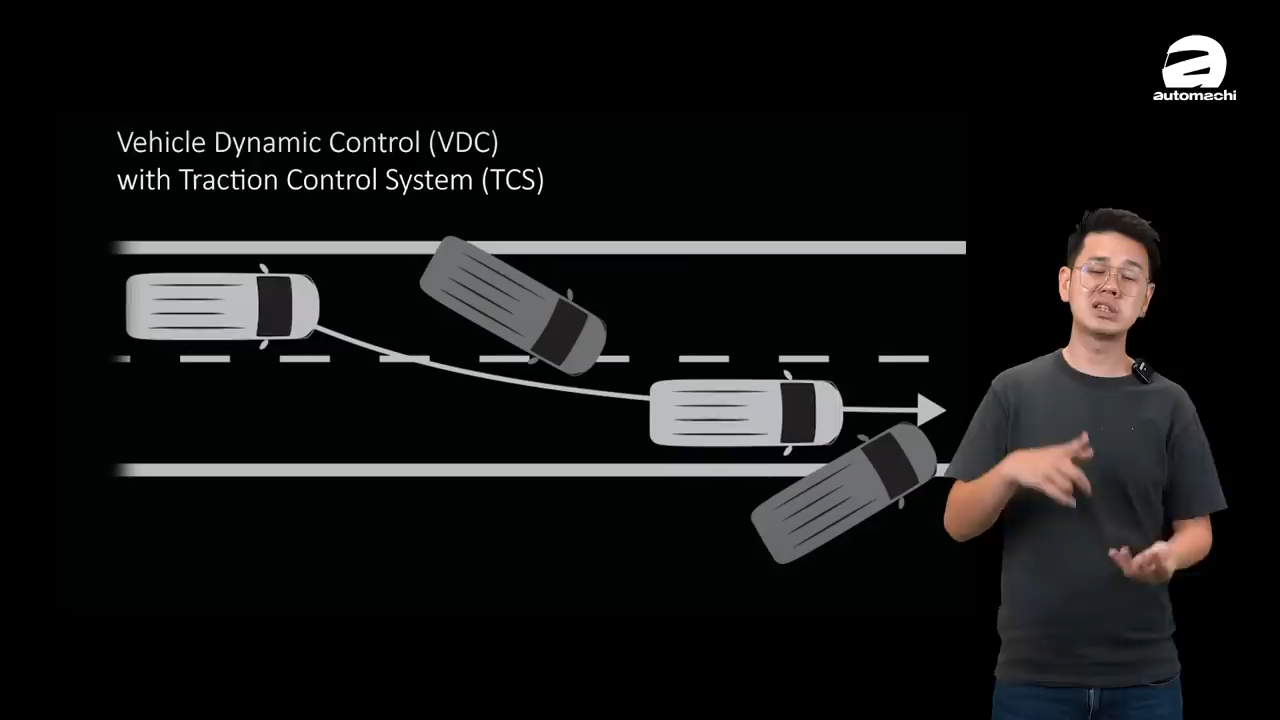 automachi
Vehicle Dynamic Control (VDC)
with Traction Control System (TCS)